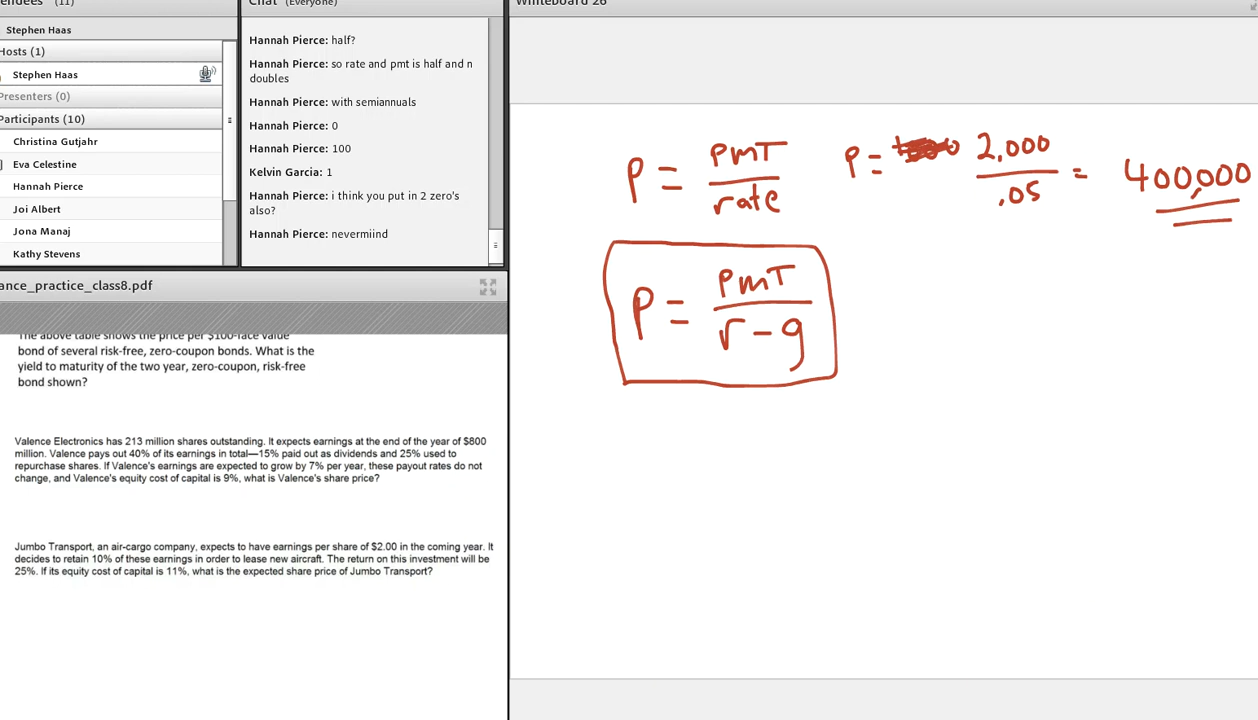 endees (11)
Stephen Haas
Hosts (1)
Stephen Haas
Presenters (0)
Participants (10)
Christina Gutjahr
Eva Celestine
Hannah Pierce
Joi Albert
Jona Manaj
Kathy Stevens
Chat (Everyone)
Hannah Pierce: half?
Hannah Pierce: so rate and pmt is half and n
doubles
Hannah Pierce: with semiannuals
Hannah Pierce: 0
Hannah Pierce: 100
Kelvin Garcia: 1
Hannah Pierce: i think you put in 2 zero's
also?
Hannah Pierce: nevermiind
ance_practice_class8.pdf
The above table shows the price per $100-face value
bond of several risk-free, zero-coupon bonds. What is the
yield to maturity of the two year, zero-coupon, risk-free
bond shown?
Valence Electronics has 213 million shares outstanding. It expects earnings at the end of the year of $800
million. Valence pays out 40% of its earnings in total—15% paid out as dividends and 25% used to
repurchase shares. If Valence's earnings are expected to grow by 7% per year, these payout rates do not
change, and Valence's equity cost of capital is 9%, what is Valence's share price?
Jumbo Transport, an air-cargo company, expects to have earnings per share of $2.00 in the coming year. It
decides to retain 10% of these earnings in order to lease new aircraft. The return on this investment will be
25%. If its equity cost of capital is 11%, what is the expected share price of Jumbo Transport?
Whiteboard 26
P = PMT / rate
P = 2,000 / .05 = 400,000
P = PMT / r - g